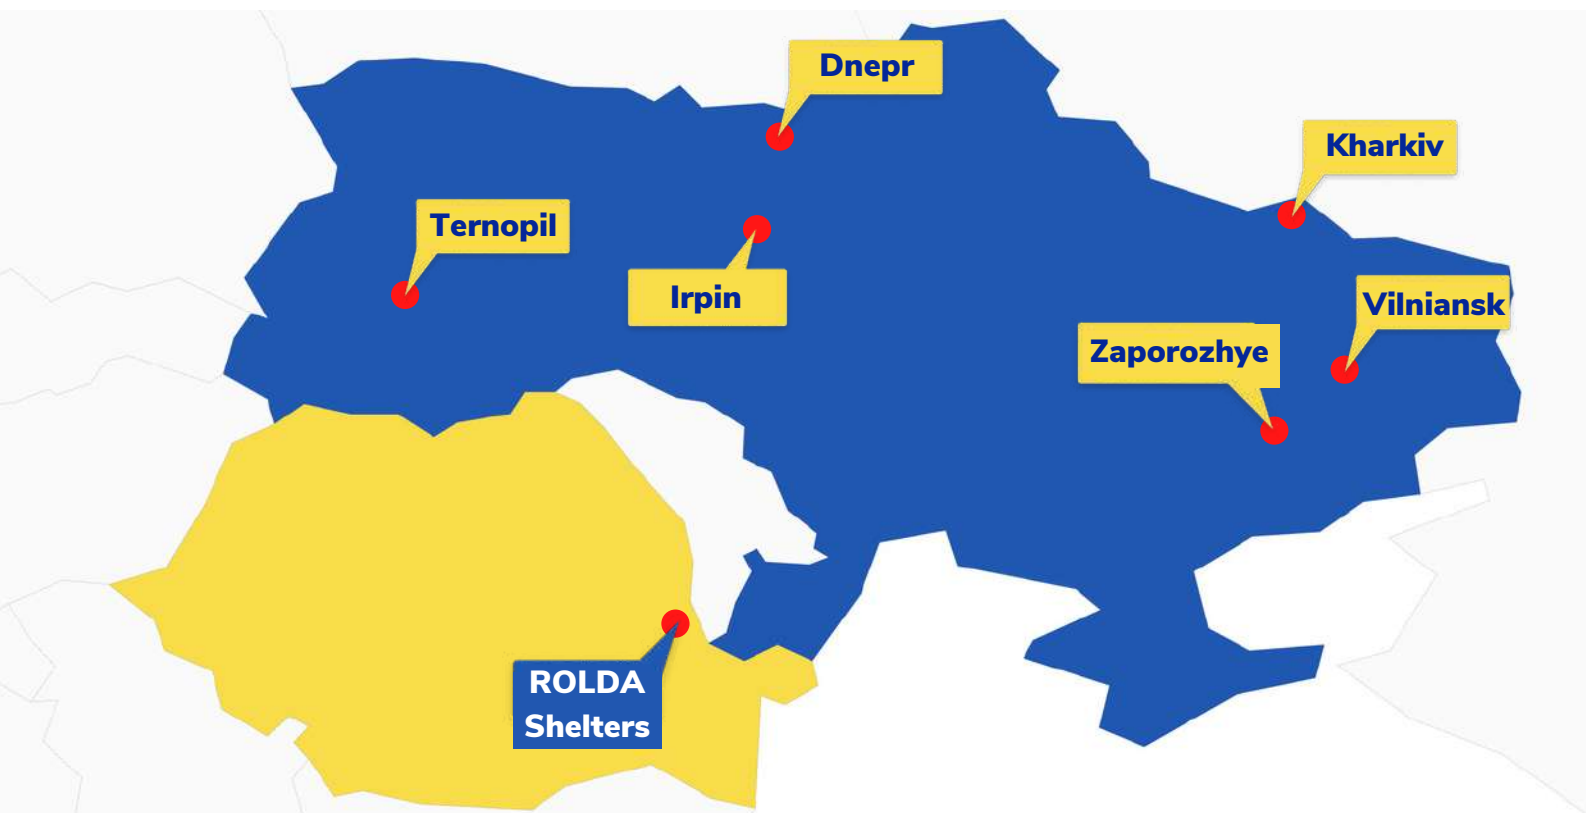 Dnepr
Kharkiv
Ternopil
Irpin
Vilniansk
Zaporozhye
ROLDA
Shelters